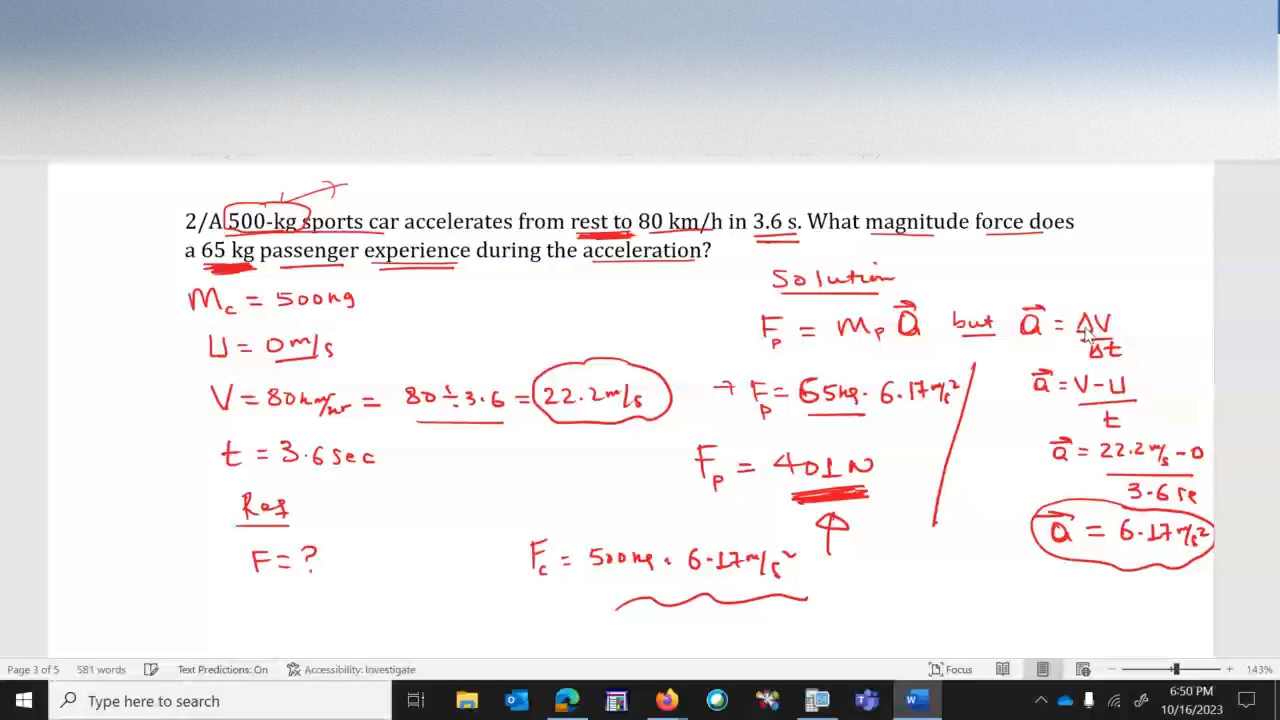 2/A 500-kg sports car accelerates from rest to 80 km/h in 3.6 s. What magnitude force does
a 65 kg passenger experience during the acceleration?
Solution
Mc = 500kg
Fp = mp a⃗ but a⃗ = ΔV/Δt
U = 0m/s
V = 80km/hr = 80 ÷ 3.6 = 22.2m/s
→ Fp = 65kg · 6.17m/s²
a⃗ = V-U/t
t = 3.6sec
Fp = 401N
a⃗ = 22.2m/s-0/3.6se
Req
F = ?
a⃗ = 6.17m/s²
Fc = 500kg · 6.17m/s²
Page 3 of 5 581 words Text Predictions: On Accessibility: Investigate Focus 143%
Type here to search
6:50 PM
10/16/2023